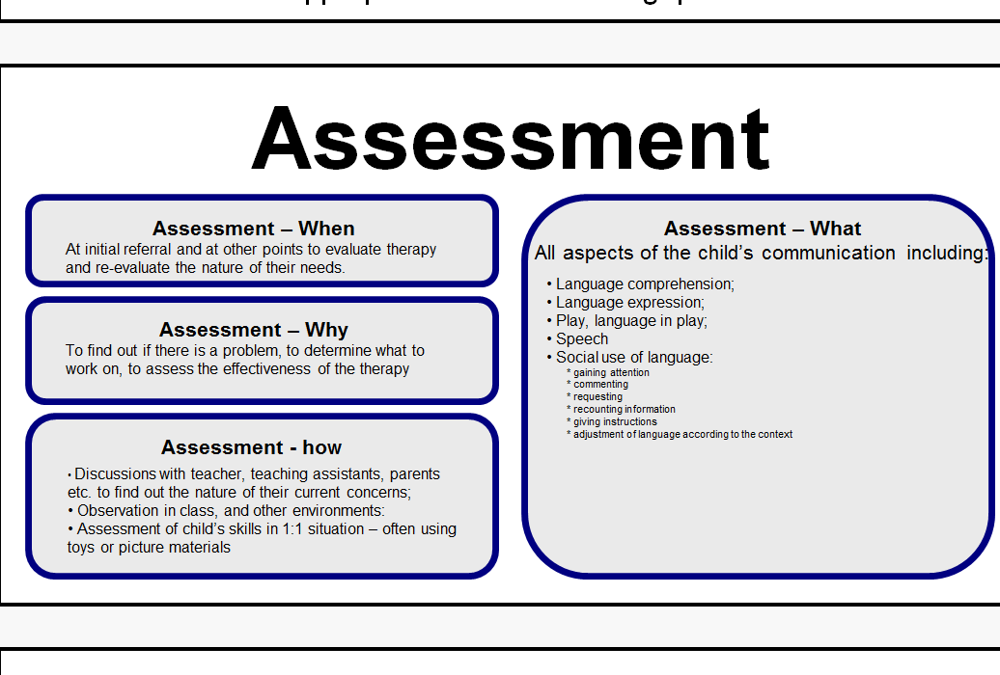 Assessment
Assessment – When
At initial referral and at other points to evaluate therapy
and re-evaluate the nature of their needs.
Assessment – Why
To find out if there is a problem, to determine what to
work on, to assess the effectiveness of the therapy
Assessment - how
• Discussions with teacher, teaching assistants, parents
etc. to find out the nature of their current concerns;
• Observation in class, and other environments:
• Assessment of child's skills in 1:1 situation – often using
toys or picture materials
Assessment – What
All aspects of the child's communication including:
• Language comprehension;
• Language expression;
• Play, language in play;
• Speech
• Social use of language:
* gaining attention
* commenting
* requesting
* recounting information
* giving instructions
* adjustment of language according to the context